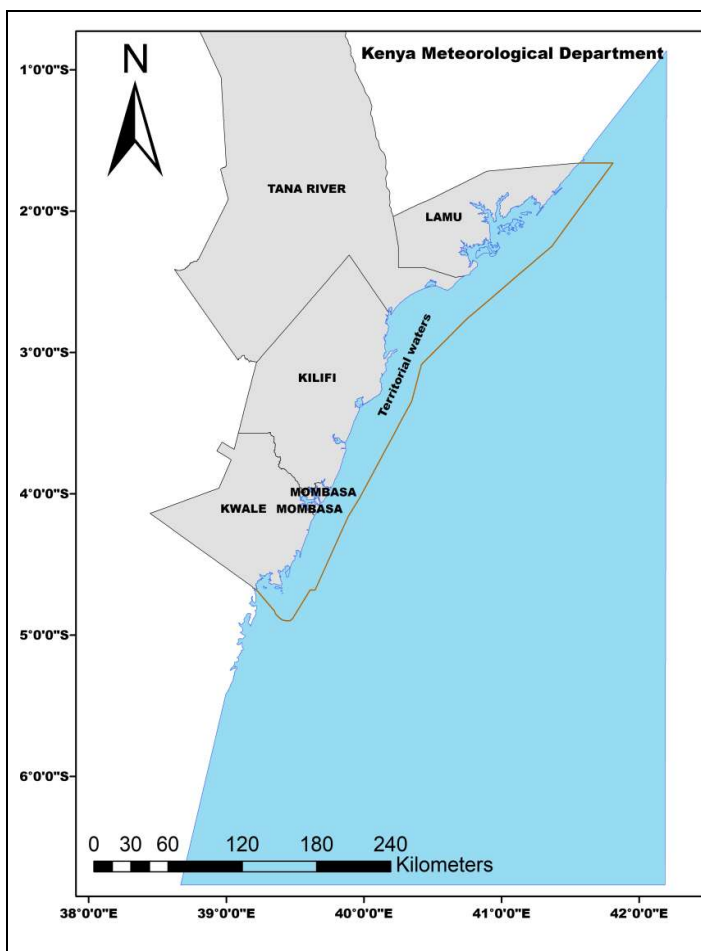 Kenya Meteorological Department
N
1°0'0"S
2°0'0"S
3°0'0"S
4°0'0"S
5°0'0"S
6°0'0"S
TANA RIVER
LAMU
Territorial waters
KILIFI
MOMBASA
KWALE MOMBASA
0 30 60 120 180 240
Kilometers
38°0'0"E 39°0'0"E 40°0'0"E 41°0'0"E 42°0'0"E